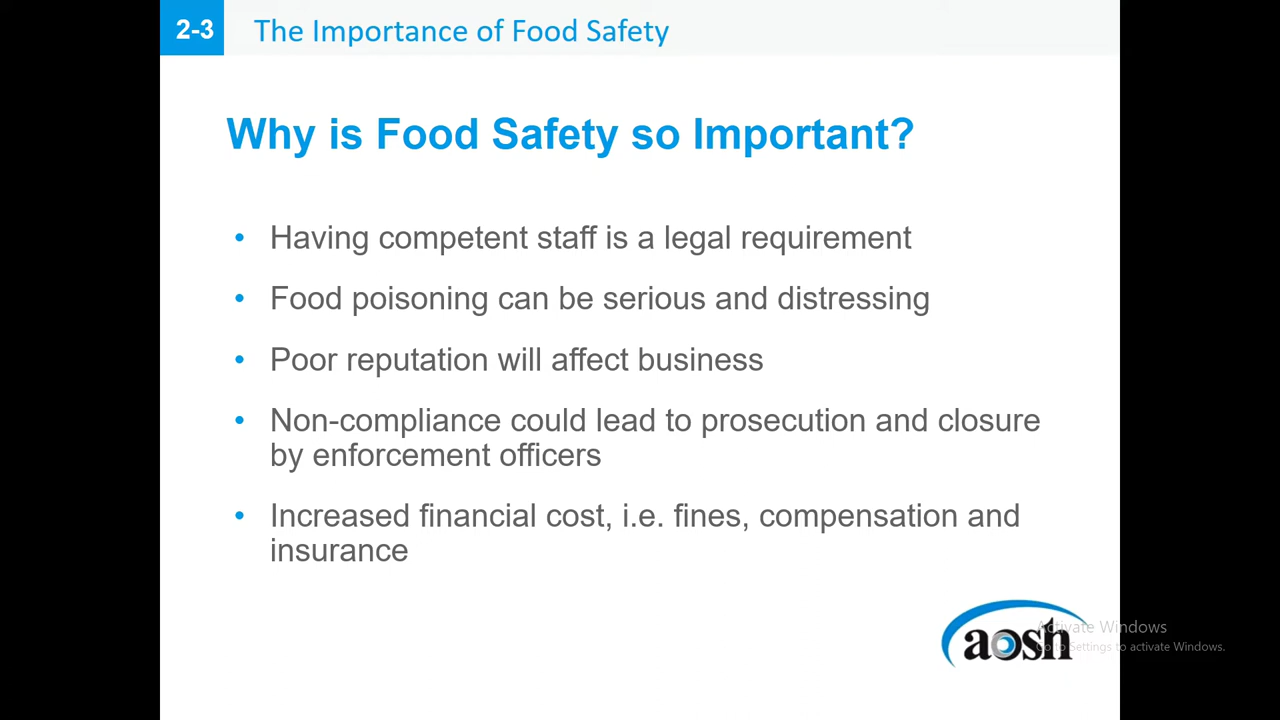 2-3 The Importance of Food Safety
Why is Food Safety so Important?
• Having competent staff is a legal requirement
• Food poisoning can be serious and distressing
• Poor reputation will affect business
• Non-compliance could lead to prosecution and closure
by enforcement officers
• Increased financial cost, i.e. fines, compensation and
insurance
Activate Windows
aosh
Go to Settings to activate Windows.